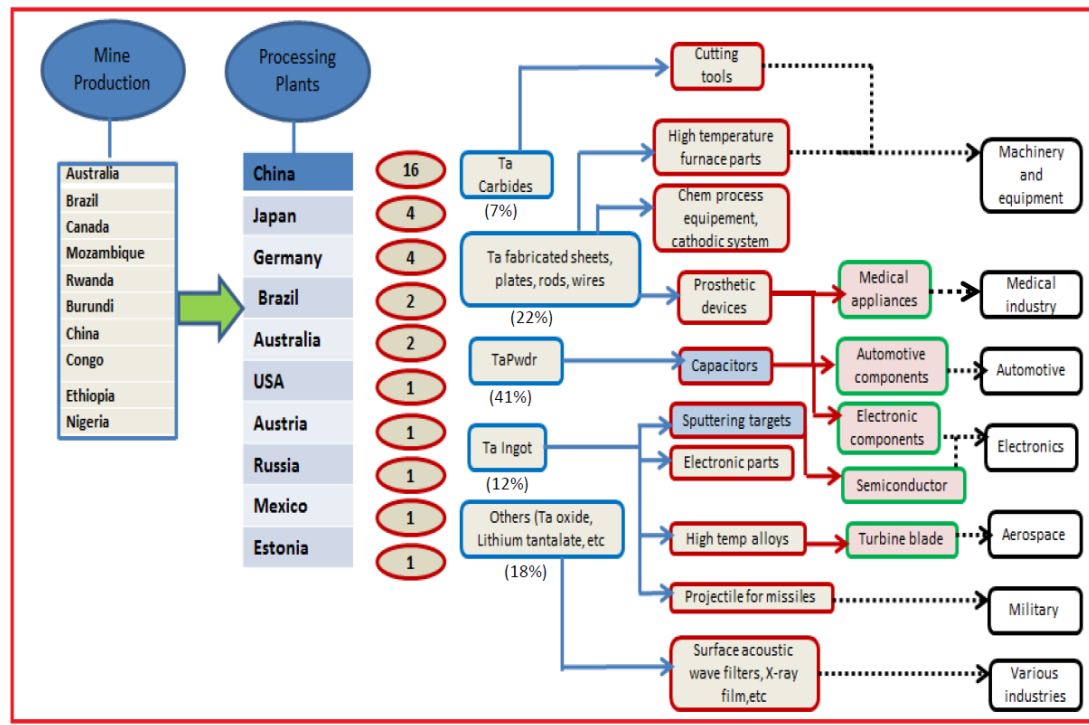 Mine
Production
Processing
Plants
Australia
Brazil
Canada
Mozambique
Rwanda
Burundi
China
Congo
Ethiopia
Nigeria
China
Japan
Germany
Brazil
Australia
USA
Austria
Russia
Mexico
Estonia
16
4
4
2
2
1
1
1
1
1
Ta
Carbides
(7%)
Ta fabricated sheets,
plates, rods, wires
(22%)
TaPwdr
(41%)
Ta Ingot
(12%)
Others (Ta oxide,
Lithium tantalate, etc
(18%)
Cutting
tools
High temperature
furnace parts
Chem process
equipement,
cathodic system
Prosthetic
devices
Capacitors
Sputtering targets
Electronic parts
High temp alloys
Projectile for missiles
Surface acoustic
wave filters, X-ray
film,etc
Medical
appliances
Automotive
components
Electronic
components
Semiconductor
Turbine blade
Machinery
and
equipment
Medical
industry
Automotive
Electronics
Aerospace
Military
Various
industries